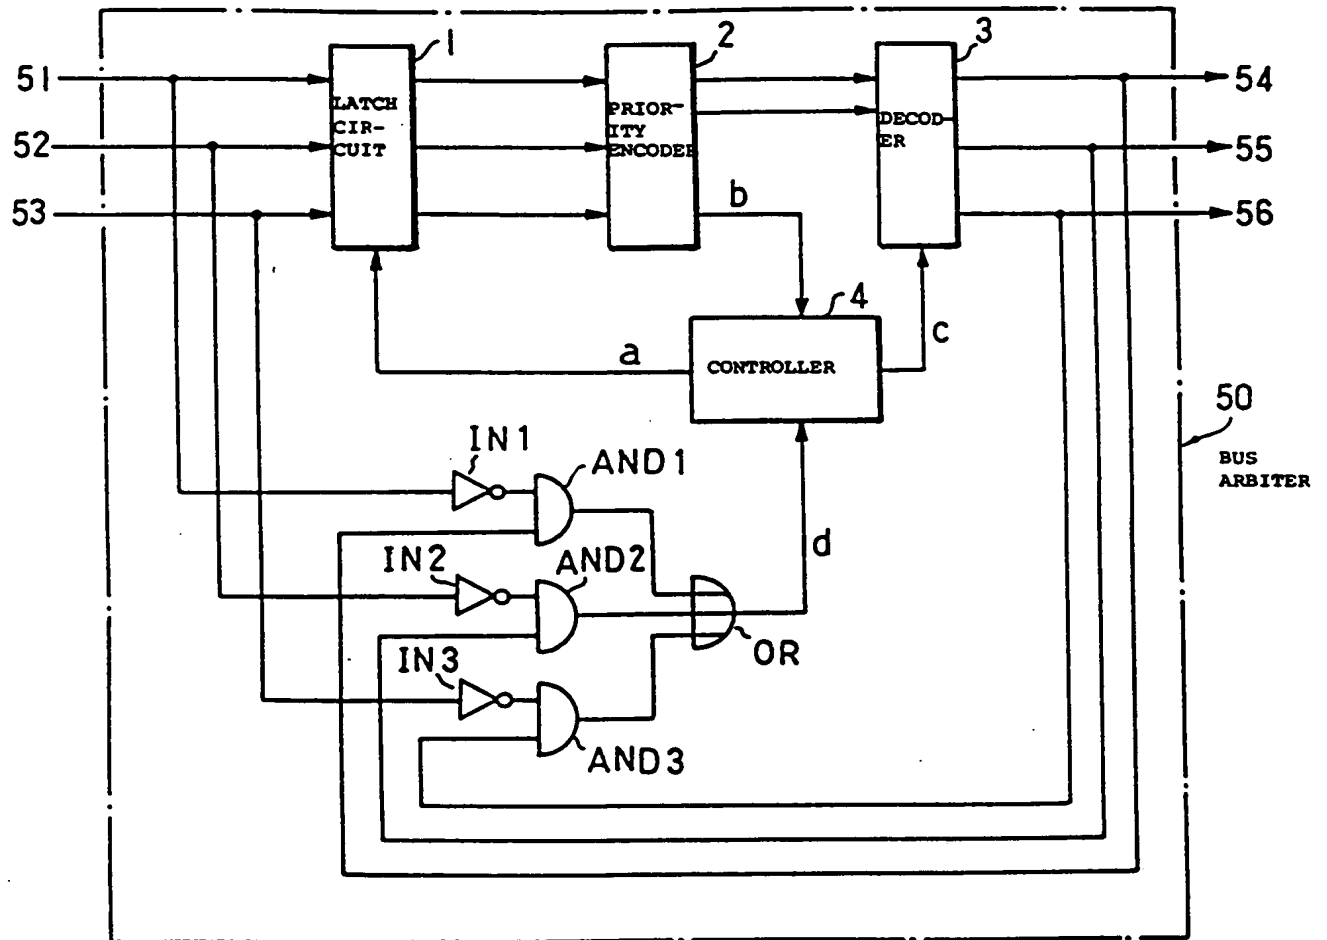 1
2
3
51
54
LATCH
CIR-
CUIT
PRIOR-
ITY
ENCODER
DECOD-
ER
52
55
53
b
56
4
a
CONTROLLER
c
50
BUS
ARBITER
IN1
AND1
IN2
AND2
d
IN3
OR
AND3